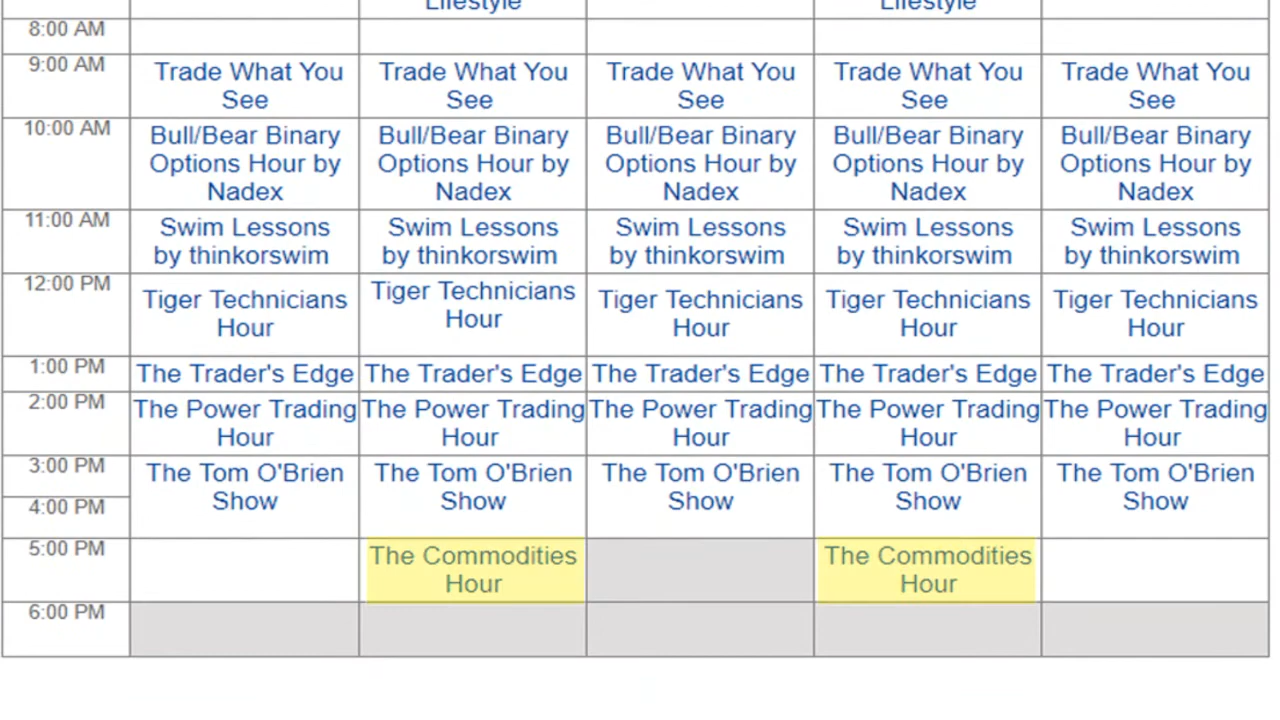 Lifestyle Lifestyle
8:00 AM
9:00 AM Trade What You Trade What You Trade What You Trade What You Trade What You
See See See See See
10:00 AM Bull/Bear Binary Bull/Bear Binary Bull/Bear Binary Bull/Bear Binary Bull/Bear Binary
Options Hour by Options Hour by Options Hour by Options Hour by Options Hour by
Nadex Nadex Nadex Nadex Nadex
11:00 AM Swim Lessons Swim Lessons Swim Lessons Swim Lessons Swim Lessons
by thinkorswim by thinkorswim by thinkorswim by thinkorswim by thinkorswim
12:00 PM Tiger Technicians Tiger Technicians Tiger Technicians Tiger Technicians Tiger Technicians
Hour Hour Hour Hour Hour
1:00 PM The Trader's Edge The Trader's Edge The Trader's Edge The Trader's Edge The Trader's Edge
2:00 PM The Power Trading The Power Trading The Power Trading The Power Trading The Power Trading
Hour Hour Hour Hour Hour
3:00 PM The Tom O'Brien The Tom O'Brien The Tom O'Brien The Tom O'Brien The Tom O'Brien
4:00 PM Show Show Show Show Show
5:00 PM The Commodities The Commodities
Hour Hour
6:00 PM